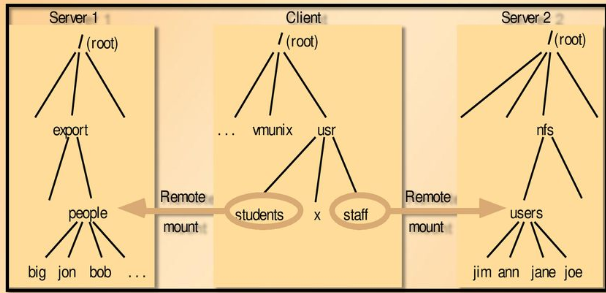 Server 1
Client
Server 2
/ (root)
/ (root)
/ (root)
export
. . . vmunix usr
nfs
Remote
mount
Remote
mount
people
students x staff
users
big jon bob . . .
jim ann jane joe